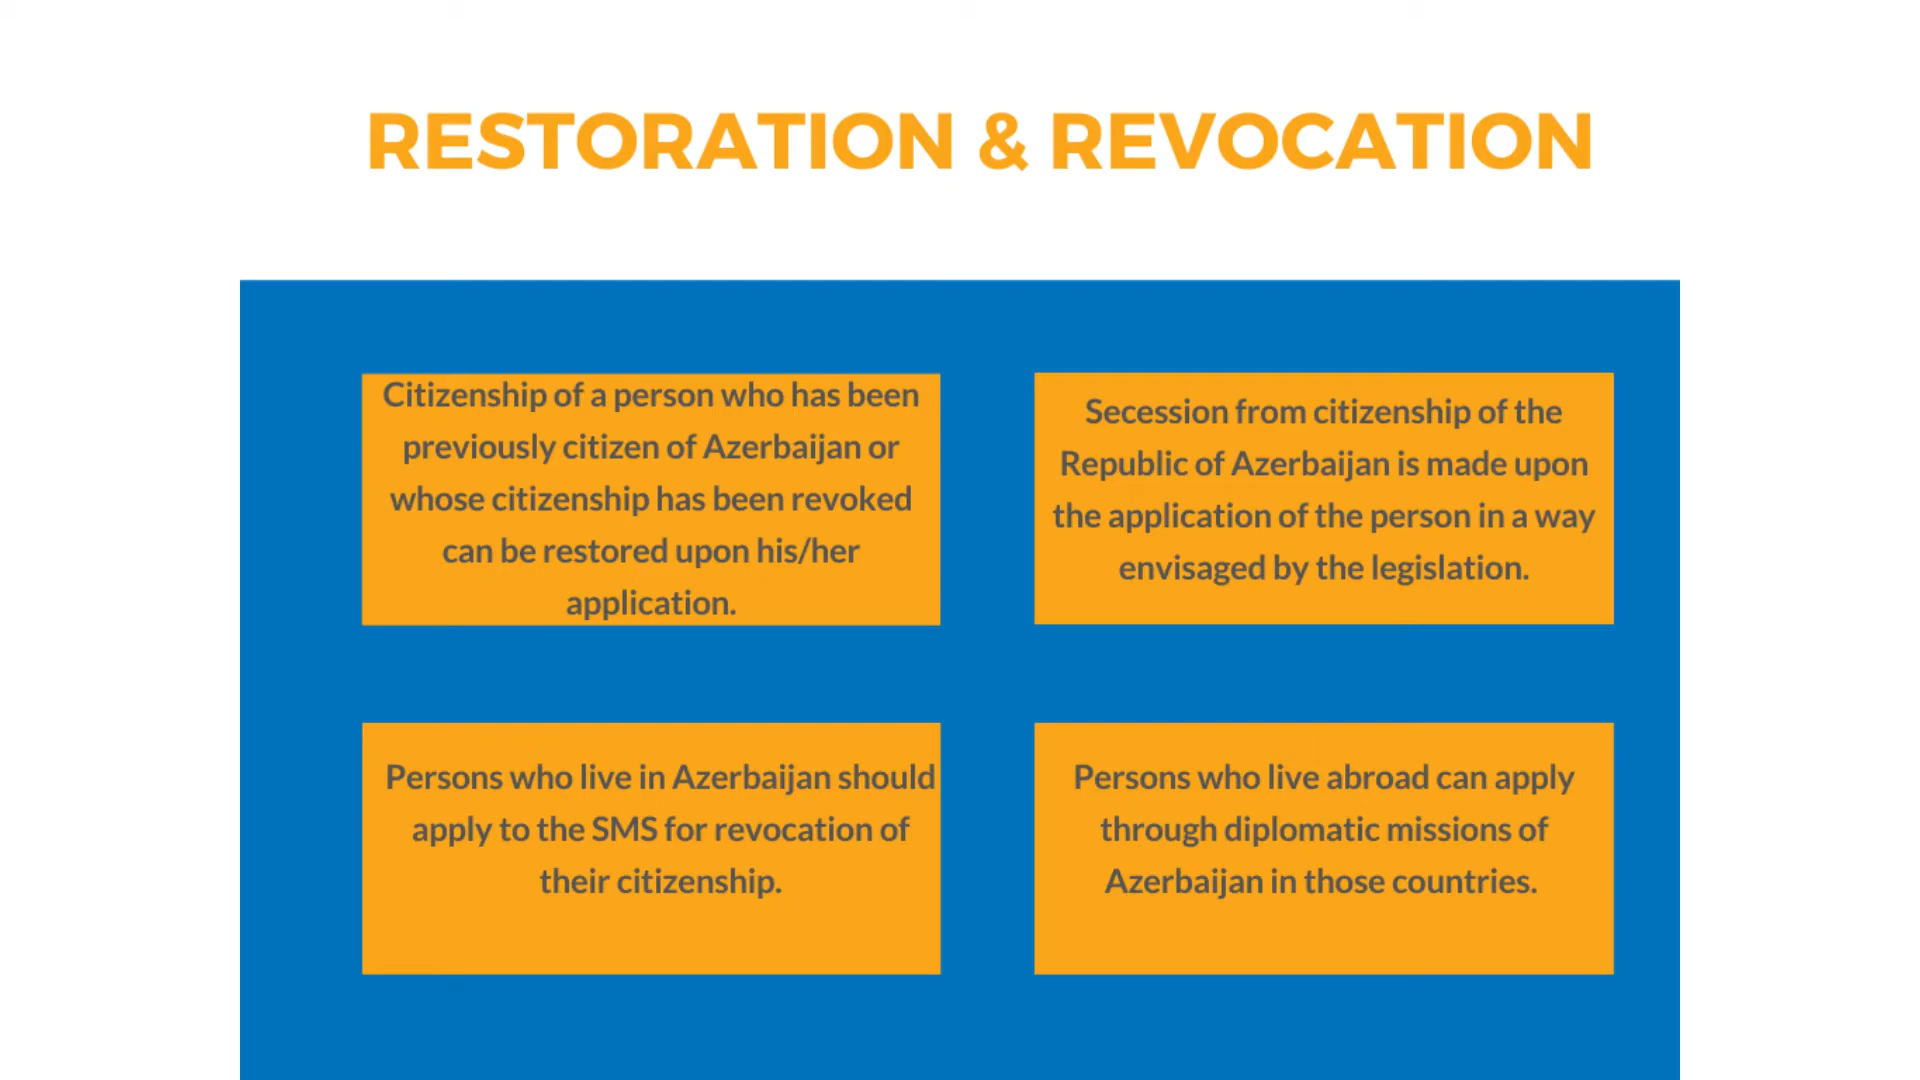 RESTORATION & REVOCATION
Citizenship of a person who has been
previously citizen of Azerbaijan or
whose citizenship has been revoked
can be restored upon his/her
application.
Secession from citizenship of the
Republic of Azerbaijan is made upon
the application of the person in a way
envisaged by the legislation.
Persons who live in Azerbaijan should
apply to the SMS for revocation of
their citizenship.
Persons who live abroad can apply
through diplomatic missions of
Azerbaijan in those countries.